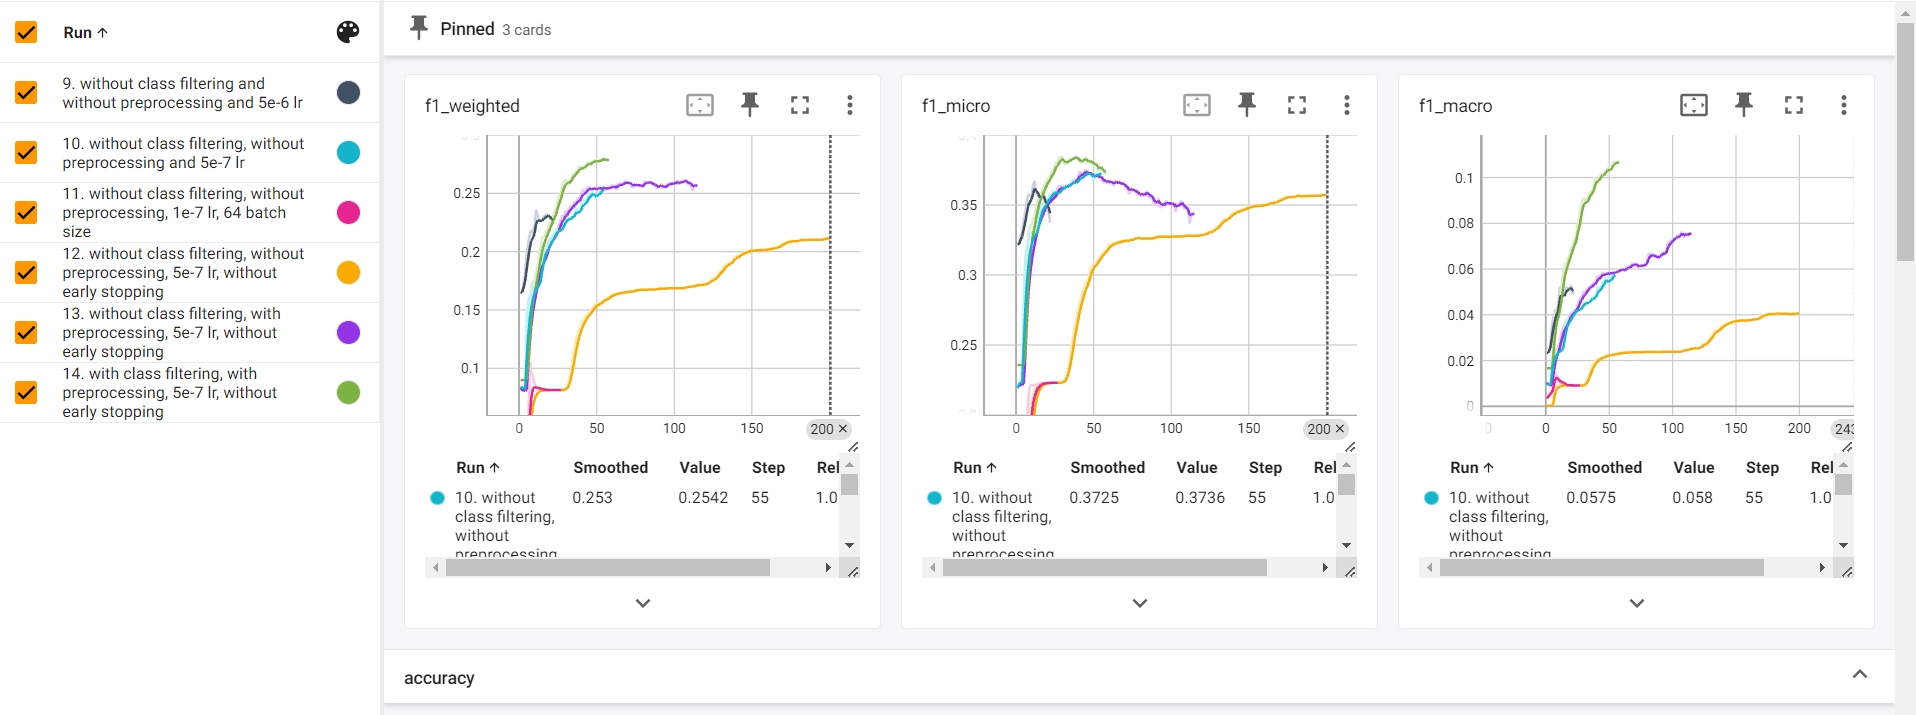 Run ↑
9. without class filtering and
without preprocessing and 5e-6 lr
10. without class filtering, without
preprocessing and 5e-7 lr
11. without class filtering, without
preprocessing, 1e-7 lr, 64 batch
size
12. without class filtering, without
preprocessing, 5e-7 lr, without
early stopping
13. without class filtering, with
preprocessing, 5e-7 lr, without
early stopping
14. with class filtering, with
preprocessing, 5e-7 lr, without
early stopping
Pinned 3 cards
f1_weighted
0.25
0.2
0.15
0.1
0 50 100 150 200 ×
Run ↑ Smoothed Value Step Rel
10. without 0.253 0.2542 55 1.0
class filtering,
without
preprocessing
f1_micro
0.35
0.3
0.25
0 50 100 150 200 ×
Run ↑ Smoothed Value Step Rel
10. without 0.3725 0.3736 55 1.0
class filtering,
without
preprocessing
f1_macro
0.1
0.08
0.06
0.04
0.02
0
0 0 50 100 150 200 243
Run ↑ Smoothed Value Step Rel
10. without 0.0575 0.058 55 1.0
class filtering,
without
preprocessing
accuracy